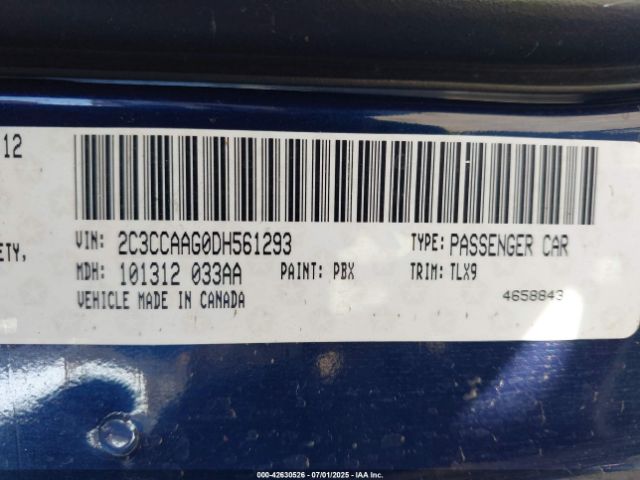 12
VIN: 2C3CCAAG0DH561293 TYPE: PASSENGER CAR
ETY,
MDH: 101312 033AA PAINT: PBX TRIM: TLX9
VEHICLE MADE IN CANADA 4658843
00-42630526 - 07/01/2025 - IAA Inc.